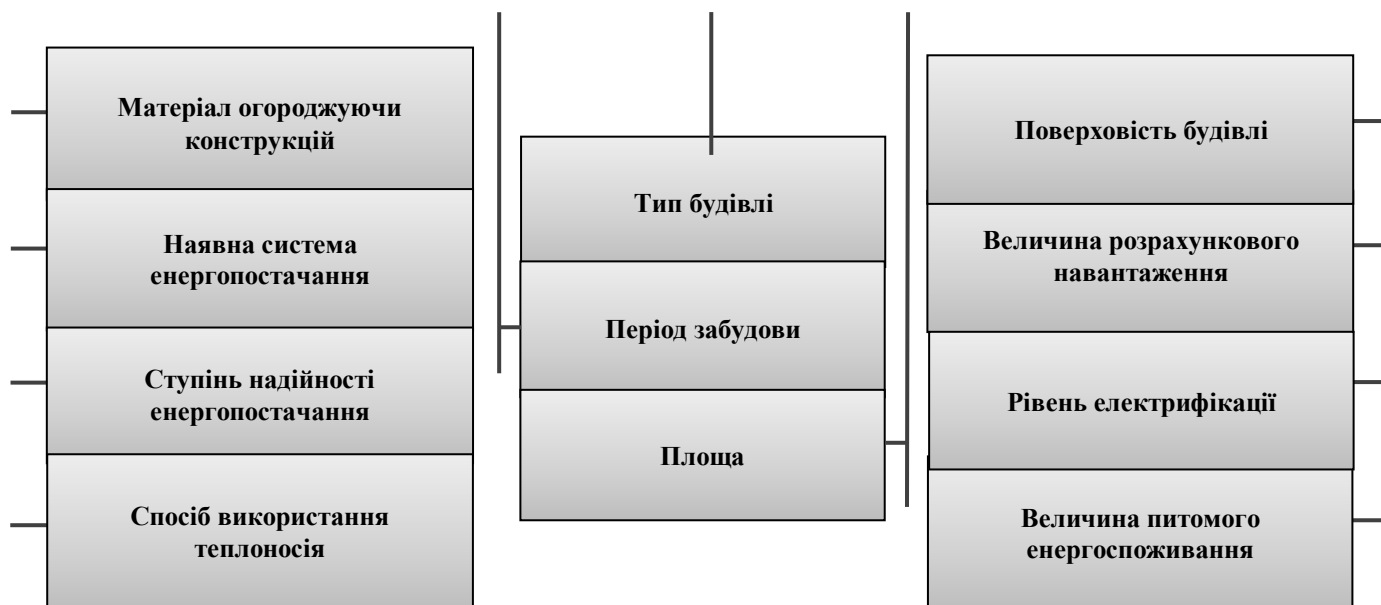 Матеріал огороджуючи
конструкцій
Наявна система
енергопостачання
Ступінь надійності
енергопостачання
Спосіб використання
теплоносія
Тип будівлі
Період забудови
Площа
Поверховість будівлі
Величина розрахункового
навантаження
Рівень електрифікації
Величина питомого
енергоспоживання